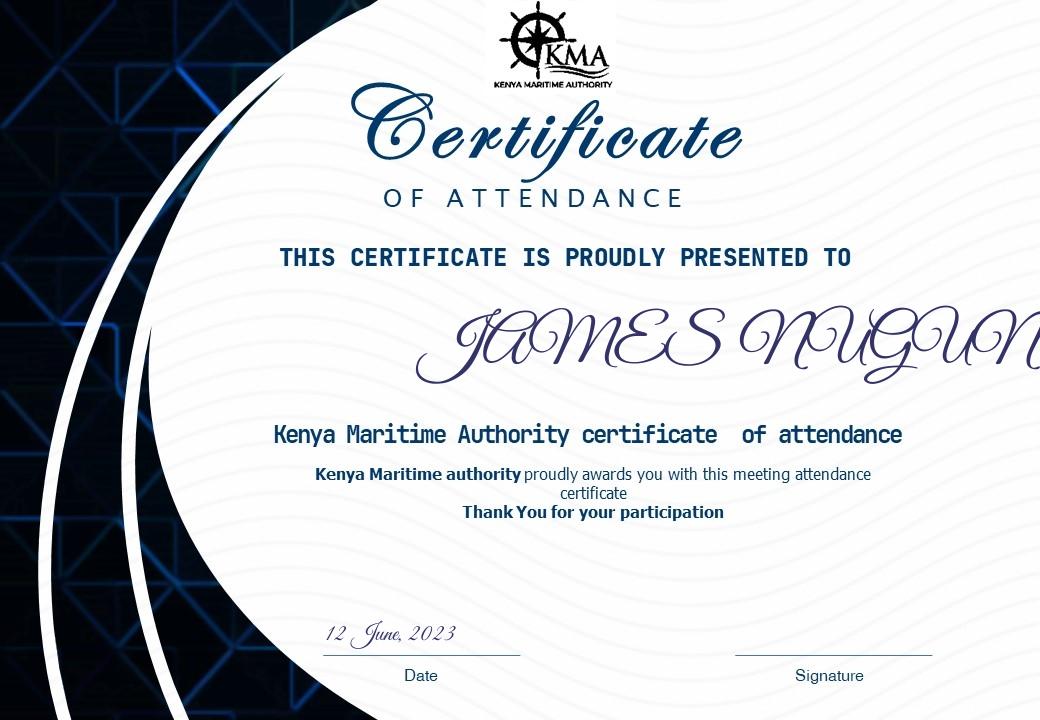 KMA
KENYA MARITIME AUTHORITY
Certificate
OF ATTENDANCE
THIS CERTIFICATE IS PROUDLY PRESENTED TO
JAMES NUGUN
Kenya Maritime Authority certificate of attendance
Kenya Maritime authority proudly awards you with this meeting attendance
certificate
Thank You for your participation
12 June, 2023
Date
Signature